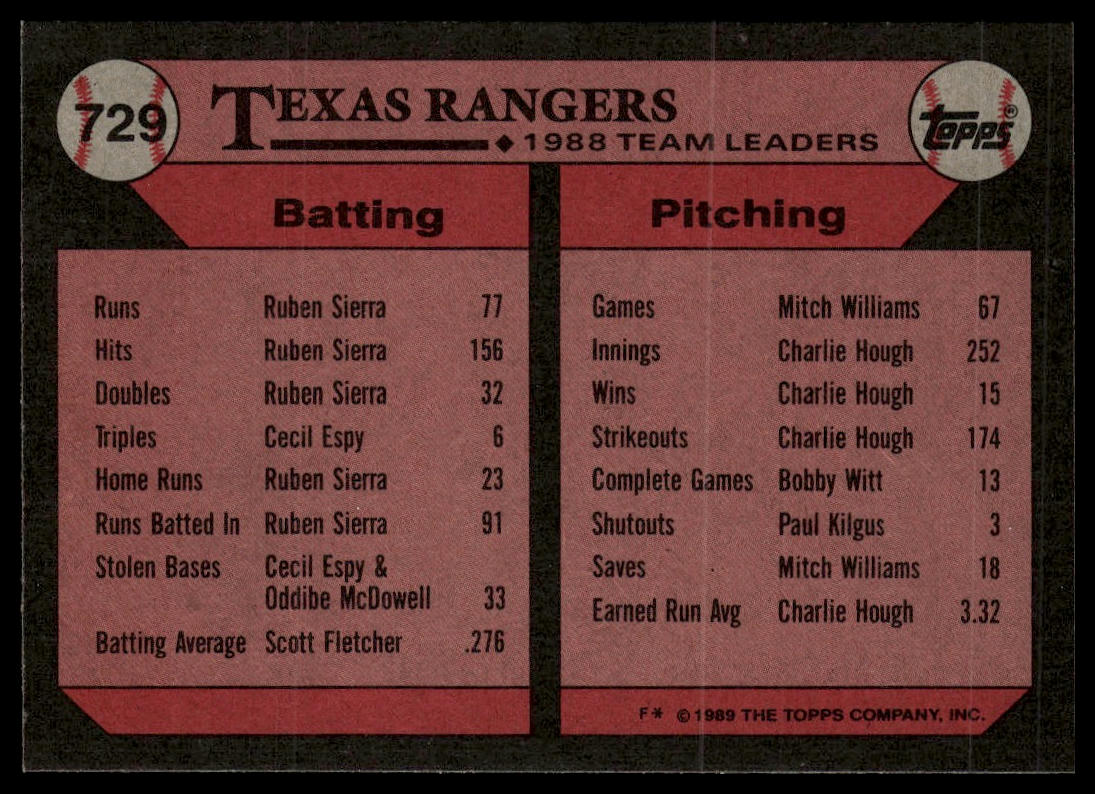 729
TEXAS RANGERS
1988 TEAM LEADERS
topps®
Batting
Runs Ruben Sierra 77
Hits Ruben Sierra 156
Doubles Ruben Sierra 32
Triples Cecil Espy 6
Home Runs Ruben Sierra 23
Runs Batted In Ruben Sierra 91
Stolen Bases Cecil Espy &
Oddibe McDowell 33
Batting Average Scott Fletcher .276
Pitching
Games Mitch Williams 67
Innings Charlie Hough 252
Wins Charlie Hough 15
Strikeouts Charlie Hough 174
Complete Games Bobby Witt 13
Shutouts Paul Kilgus 3
Saves Mitch Williams 18
Earned Run Avg Charlie Hough 3.32
F* © 1989 THE TOPPS COMPANY, INC.